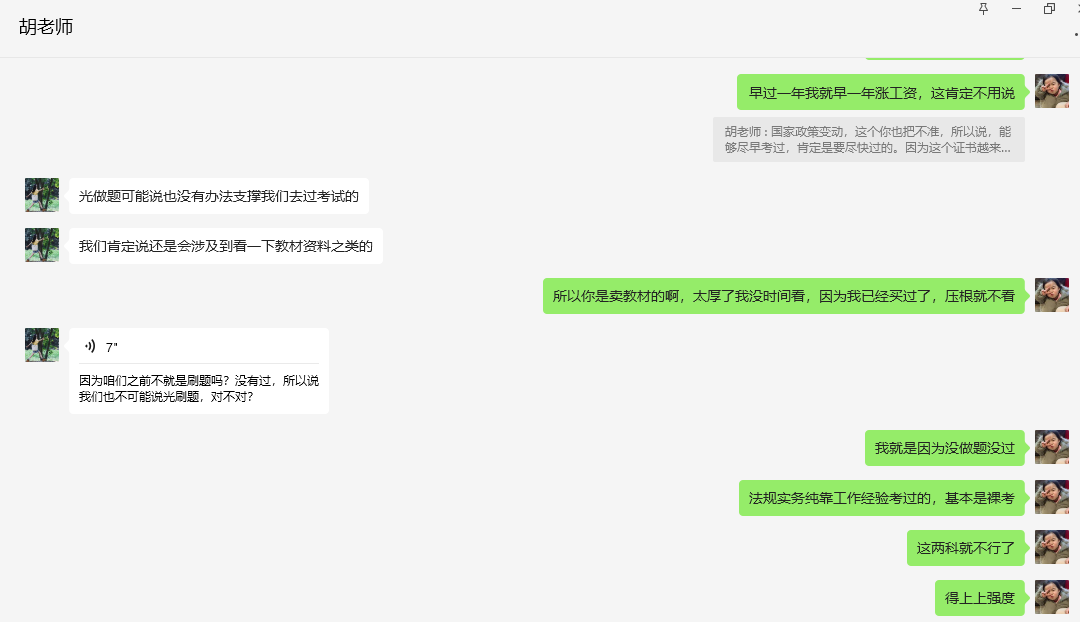 胡老师
早过一年我就早一年涨工资，这肯定不用说
胡老师：国家政策变动，这个你也把不准，所以说，能
够尽早考过，肯定是要尽快过的。因为这个证书越来...
光做题可能说也没有办法支撑我们去过考试的
我们肯定说还是会涉及到看一下教材资料之类的
所以你是卖教材的啊，太厚了我没时间看，因为我已经买过了，压根就不看
7"
因为咱们之前不就是刷题吗？没有过，所以说
我们也不可能说光刷题，对不对？
我就是因为没做题没过
法规实务纯靠工作经验考过的，基本是裸考
这两科就不行了
得上上强度